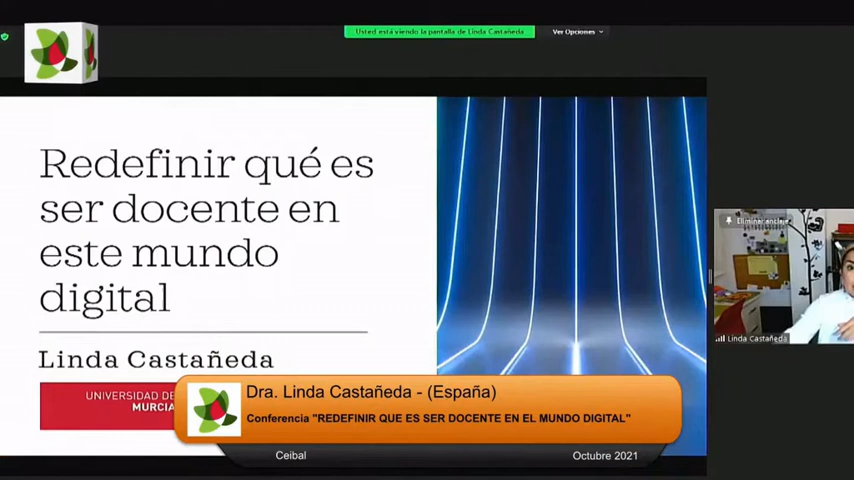 Usted está viendo la pantalla de Linda Castañeda
Ver Opciones
Redefinir qué es
ser docente en
este mundo
digital
Linda Castañeda
UNIVERSIDAD DE
MURCIA
Eliminar anclaje
Linda Castañeda
Dra. Linda Castañeda - (España)
Conferencia "REDEFINIR QUE ES SER DOCENTE EN EL MUNDO DIGITAL"
Ceibal
Octubre 2021